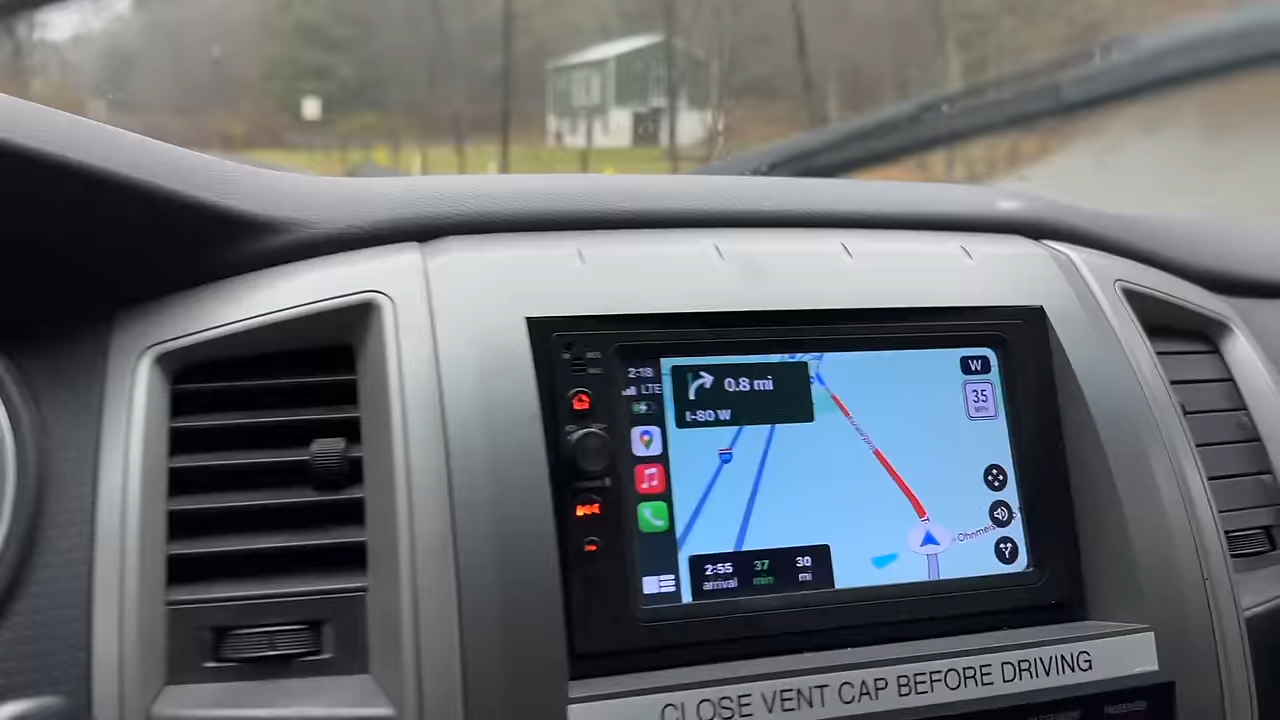 2:18
LTE
0.8 mi
I-80 W
W
35
MPH
2:55
37
30
arrival
min
mi
CLOSE VENT CAP BEFORE DRIVING